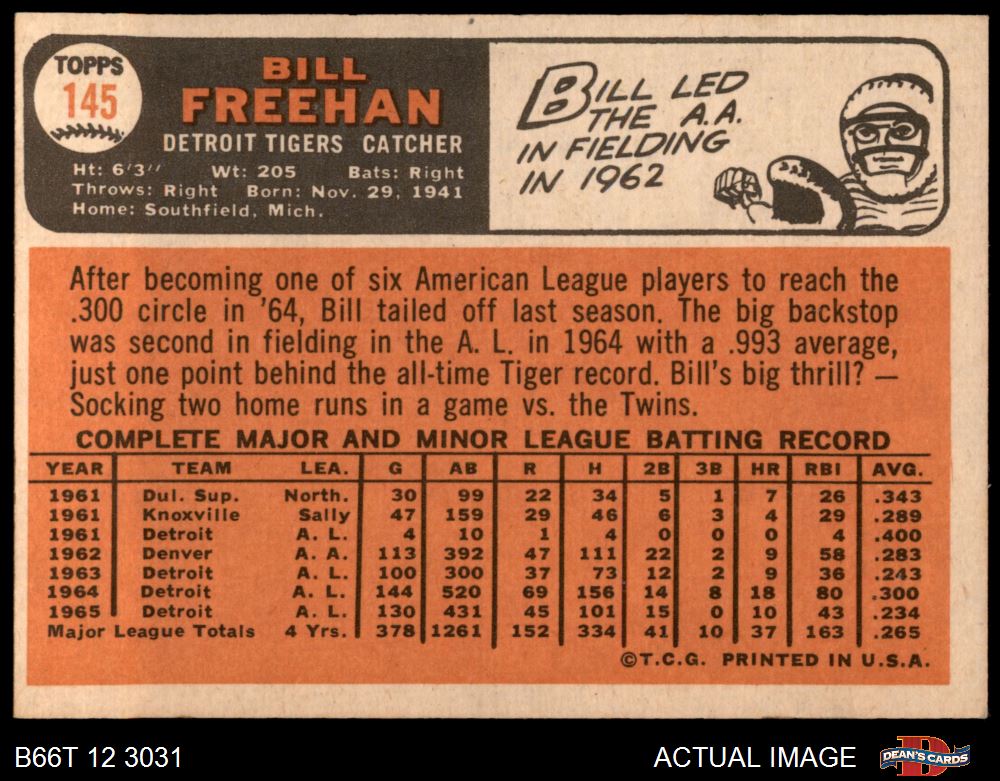 TOPPS
145
BILL
FREEHAN
DETROIT TIGERS CATCHER
Ht: 6'3" Wt: 205 Bats: Right
Throws: Right Born: Nov. 29, 1941
Home: Southfield, Mich.
BILL LED
THE A.A.
IN FIELDING
IN 1962
After becoming one of six American League players to reach the
.300 circle in '64, Bill tailed off last season. The big backstop
was second in fielding in the A. L. in 1964 with a .993 average,
just one point behind the all-time Tiger record. Bill's big thrill? —
Socking two home runs in a game vs. the Twins.
COMPLETE MAJOR AND MINOR LEAGUE BATTING RECORD
YEAR TEAM LEA. G AB R H 2B 3B HR RBI AVG.
1961 Dul. Sup. North. 30 99 22 34 5 1 7 26 .343
1961 Knoxville Sally 47 159 29 46 6 3 4 29 .289
1961 Detroit A. L. 4 10 1 4 0 0 0 4 .400
1962 Denver A. A. 113 392 47 111 22 2 9 58 .283
1963 Detroit A. L. 100 300 37 73 12 2 9 36 .243
1964 Detroit A. L. 144 520 69 156 14 8 18 80 .300
1965 Detroit A. L. 130 431 45 101 15 0 10 43 .234
Major League Totals 4 Yrs. 378 1261 152 334 41 10 37 163 .265
©T.C.G. PRINTED IN U.S.A.
B66T 12 3031
ACTUAL IMAGE
DEAN'S CARDS